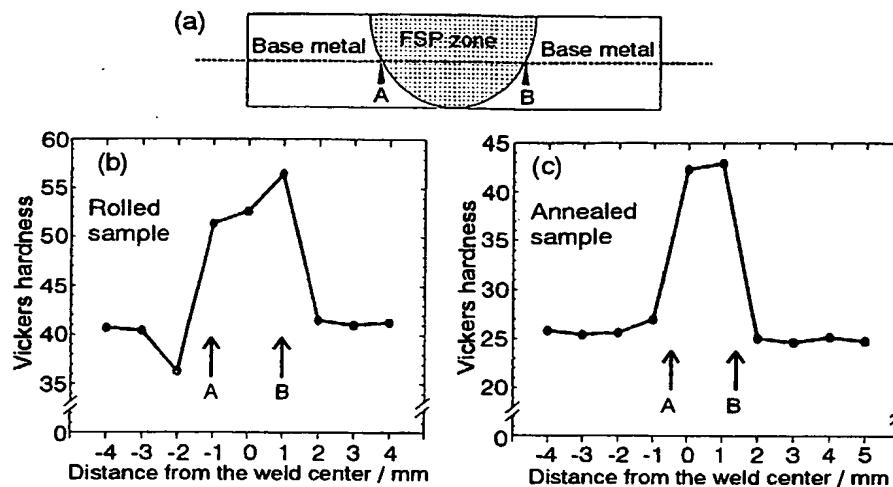 (a)
Base metal FSP zone Base metal
A B
(b)
Rolled
sample
Vickers hardness
60
55
50
45
40
35
0
A B
-4 -3 -2 -1 0 1 2 3 4
Distance from the weld center / mm
(c)
Annealed
sample
Vickers hardness
45
40
35
30
25
20
0
A B
-4 -3 -2 -1 0 1 2 3 4 5
Distance from the weld center / mm